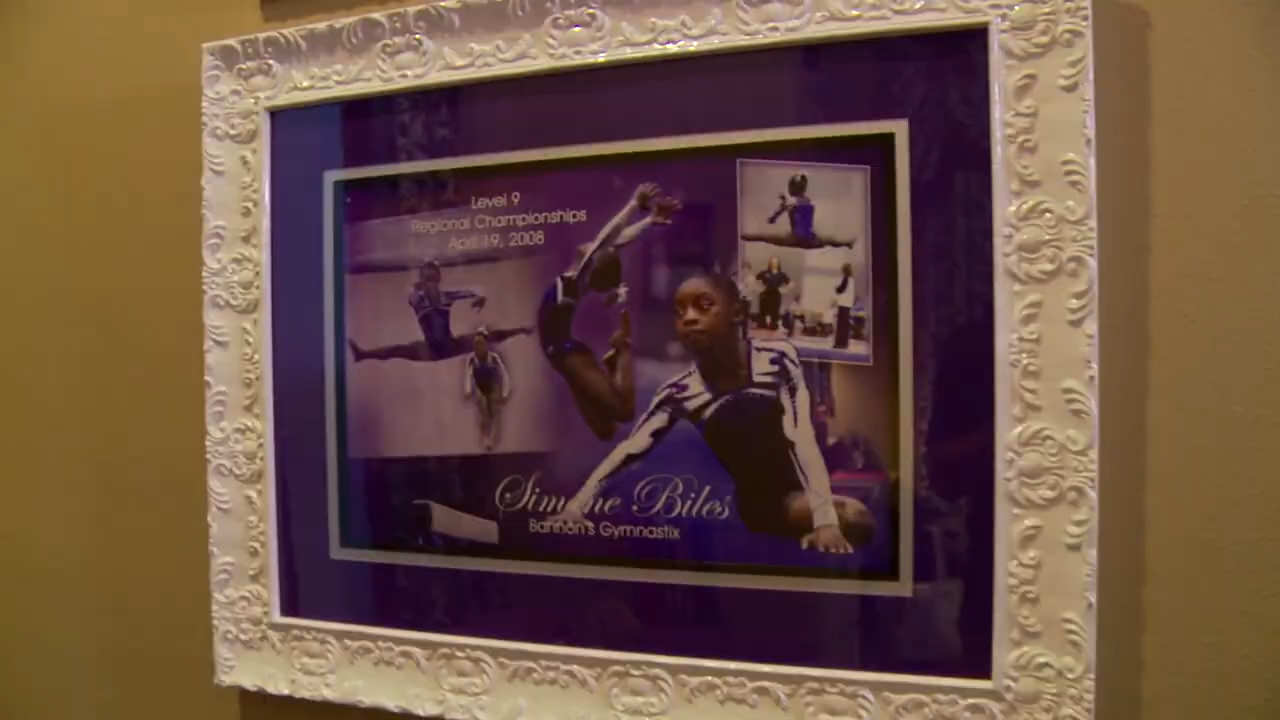 Level 9
Regional Championships
April 19, 2008
Simone Biles
Bannon's Gymnastix